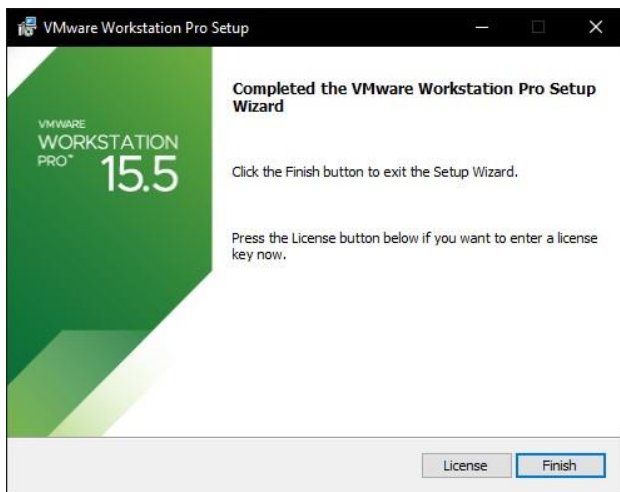 VMware Workstation Pro Setup
VMWARE
WORKSTATION
PRO™ 15.5
Completed the VMware Workstation Pro Setup
Wizard
Click the Finish button to exit the Setup Wizard.
Press the License button below if you want to enter a license
key now.
License
Finish